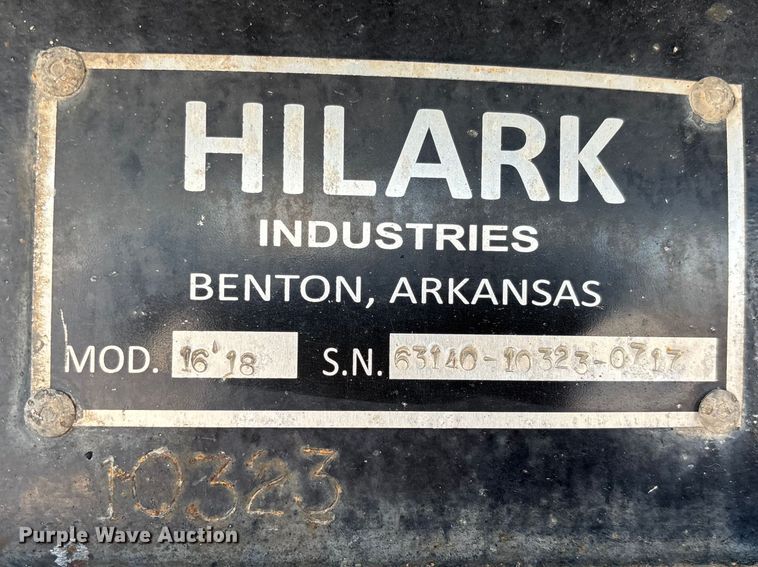 HILARK
INDUSTRIES
BENTON, ARKANSAS
MOD. 16'18 S.N. 63140-10323-0717
10323
Purple Wave Auction